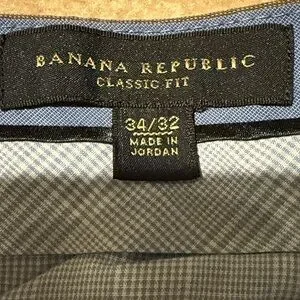 BANANA REPUBLIC
CLASSIC FIT
34/32
MADE IN
JORDAN